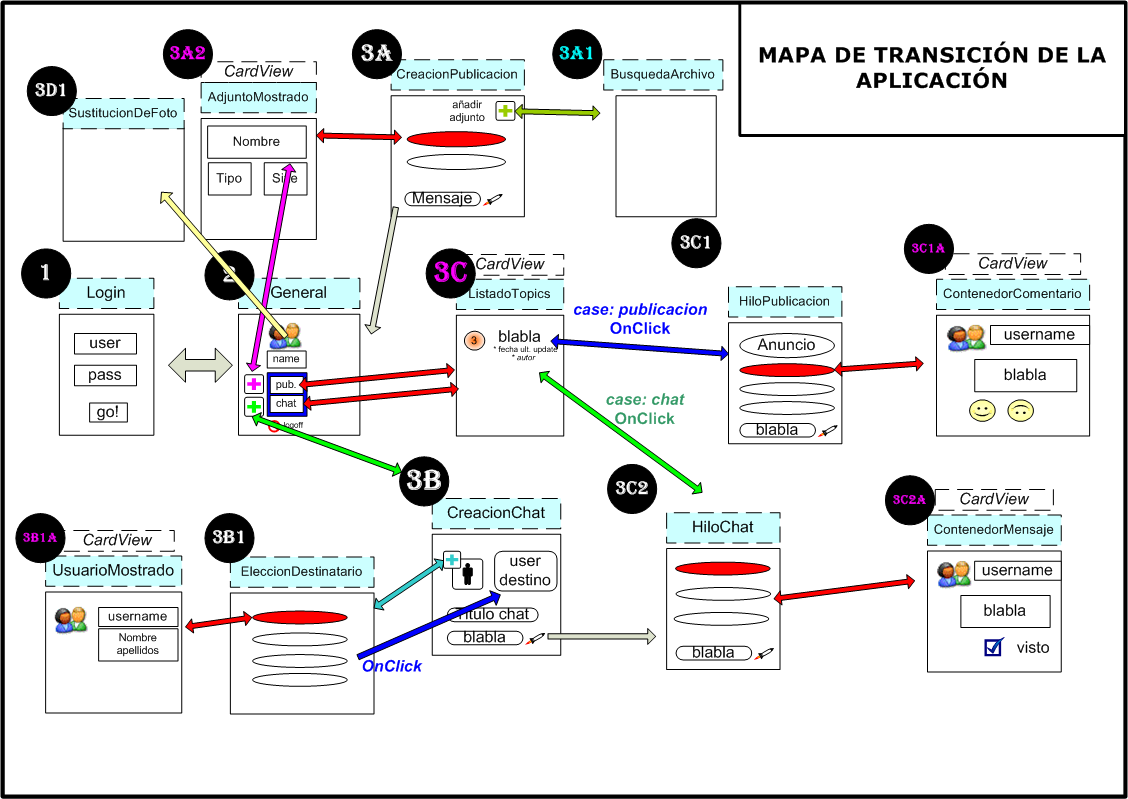 MAPA DE TRANSICIÓN DE LA
APLICACIÓN
3D1
SustitucionDeFoto
3A2
CardView
AdjuntoMostrado
Nombre
Tipo
Size
3A
CreacionPublicacion
añadir
adjunto
Mensaje
3A1
BusquedaArchivo
1
Login
user
pass
go!
2
General
name
pub.
chat
logoff
3C
CardView
ListadoTopics
3
blabla
* fecha ult. update
* autor
case: publicacion
OnClick
case: chat
OnClick
3C1
HiloPublicacion
Anuncio
blabla
3C1A
CardView
ContenedorComentario
username
blabla
3B1A
CardView
UsuarioMostrado
username
Nombre
apellidos
3B1
EleccionDestinatario
OnClick
3B
CreacionChat
user
destino
Titulo chat
blabla
3C2
HiloChat
blabla
3C2A
CardView
ContenedorMensaje
username
blabla
visto